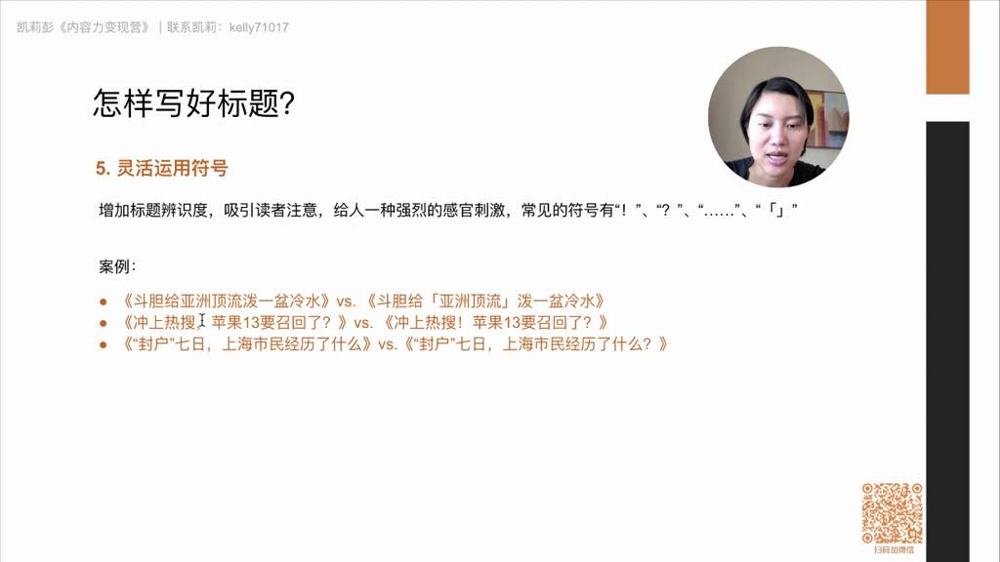 凯莉彭《内容力变现营》｜联系凯莉：kelly71017
怎样写好标题？
5. 灵活运用符号
增加标题辨识度，吸引读者注意，给人一种强烈的感官刺激，常见的符号有“！”、“？”、“……”、“「」”
案例：
● 《斗胆给亚洲顶流泼一盆冷水》vs. 《斗胆给「亚洲顶流」泼一盆冷水》
● 《冲上热搜，苹果13要召回了？》vs. 《冲上热搜！苹果13要召回了？》
● 《“封户”七日，上海市民经历了什么》vs.《“封户”七日，上海市民经历了什么？》
扫码加微信